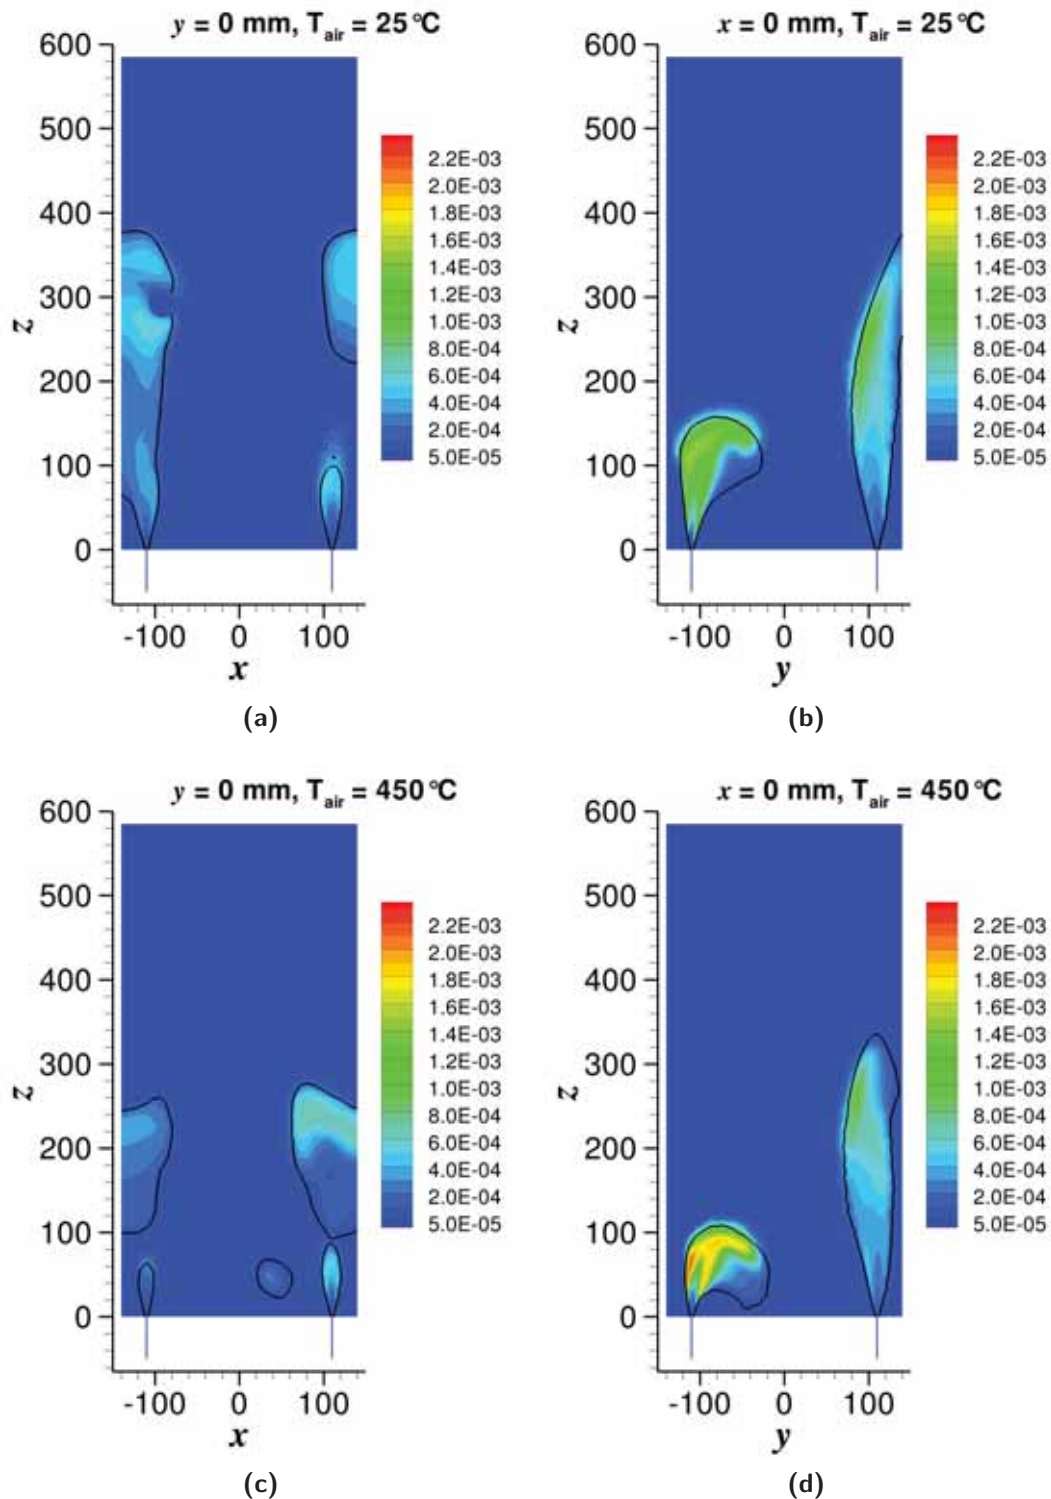 y = 0 mm, T_air = 25 °C
600
500
400
300
200
100
0
z
-100 0 100
x
2.2E-03
2.0E-03
1.8E-03
1.6E-03
1.4E-03
1.2E-03
1.0E-03
8.0E-04
6.0E-04
4.0E-04
2.0E-04
5.0E-05
(a)
x = 0 mm, T_air = 25 °C
600
500
400
300
200
100
0
z
-100 0 100
y
2.2E-03
2.0E-03
1.8E-03
1.6E-03
1.4E-03
1.2E-03
1.0E-03
8.0E-04
6.0E-04
4.0E-04
2.0E-04
5.0E-05
(b)
y = 0 mm, T_air = 450 °C
600
500
400
300
200
100
0
z
-100 0 100
x
2.2E-03
2.0E-03
1.8E-03
1.6E-03
1.4E-03
1.2E-03
1.0E-03
8.0E-04
6.0E-04
4.0E-04
2.0E-04
5.0E-05
(c)
x = 0 mm, T_air = 450 °C
600
500
400
300
200
100
0
z
-100 0 100
y
2.2E-03
2.0E-03
1.8E-03
1.6E-03
1.4E-03
1.2E-03
1.0E-03
8.0E-04
6.0E-04
4.0E-04
2.0E-04
5.0E-05
(d)